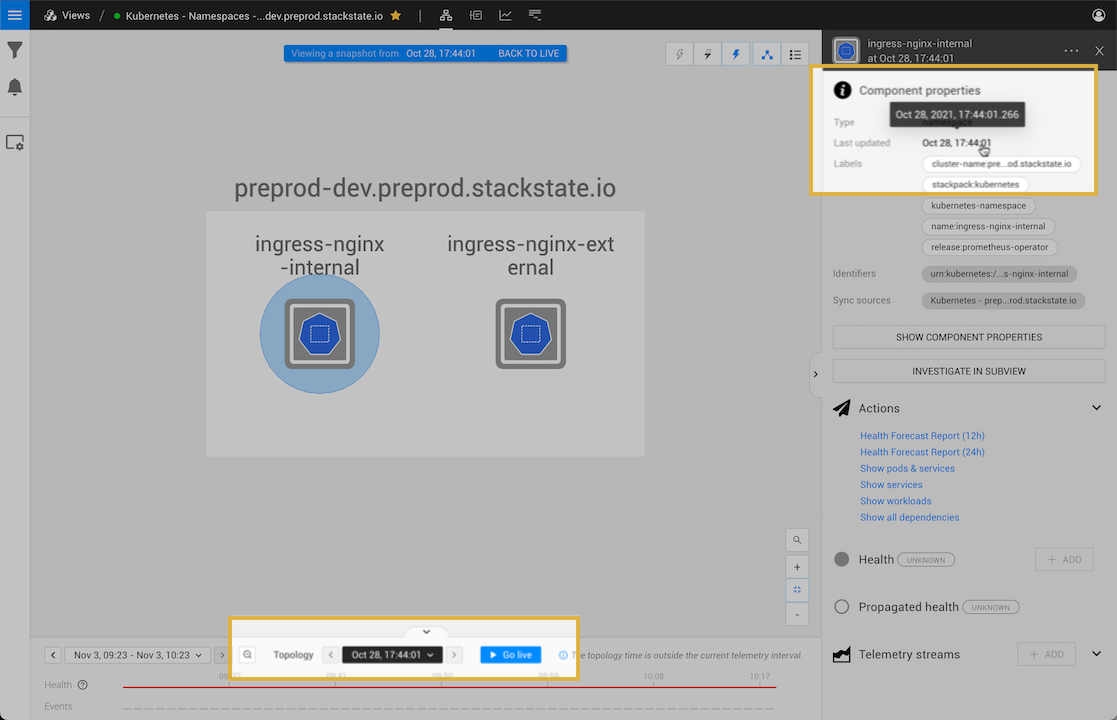 Views / Kubernetes - Namespaces -...dev.preprod.stackstate.io
Viewing a snapshot from Oct 28, 17:44:01 BACK TO LIVE
preprod-dev.preprod.stackstate.io
ingress-nginx
-internal
ingress-nginx-ext
ernal
ingress-nginx-internal
at Oct 28, 17:44:01
Component properties
Oct 28, 2021, 17:44:01.266
Type
Last updated Oct 28, 17:44:01
Labels cluster-name:pre...od.stackstate.io
stackpack:kubernetes
kubernetes-namespace
name:ingress-nginx-internal
release:prometheus-operator
Identifiers urn:kubernetes:/...s-nginx-internal
Sync sources Kubernetes - prep...rod.stackstate.io
SHOW COMPONENT PROPERTIES
INVESTIGATE IN SUBVIEW
Actions
Health Forecast Report (12h)
Health Forecast Report (24h)
Show pods & services
Show services
Show workloads
Show all dependencies
Health UNKNOWN + ADD
Propagated health UNKNOWN
Telemetry streams + ADD
Nov 3, 09:23 - Nov 3, 10:23 Topology Oct 28, 17:44:01 Go live The topology time is outside the current telemetry interval.
09:41 09:50 09:59 10:08 10:17
Health
Events